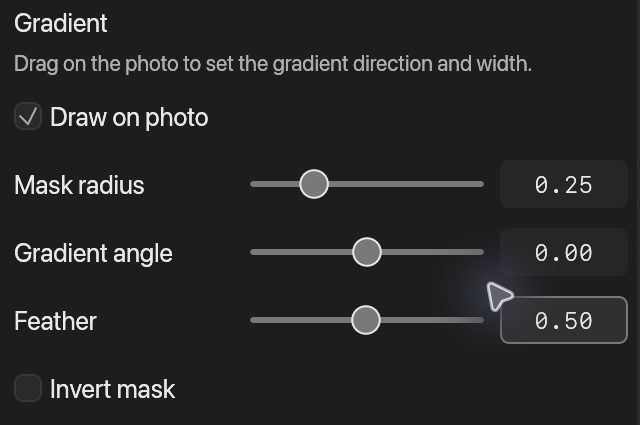 Gradient
Drag on the photo to set the gradient direction and width.
Draw on photo
Mask radius 0.25
Gradient angle 0.00
Feather 0.50
Invert mask